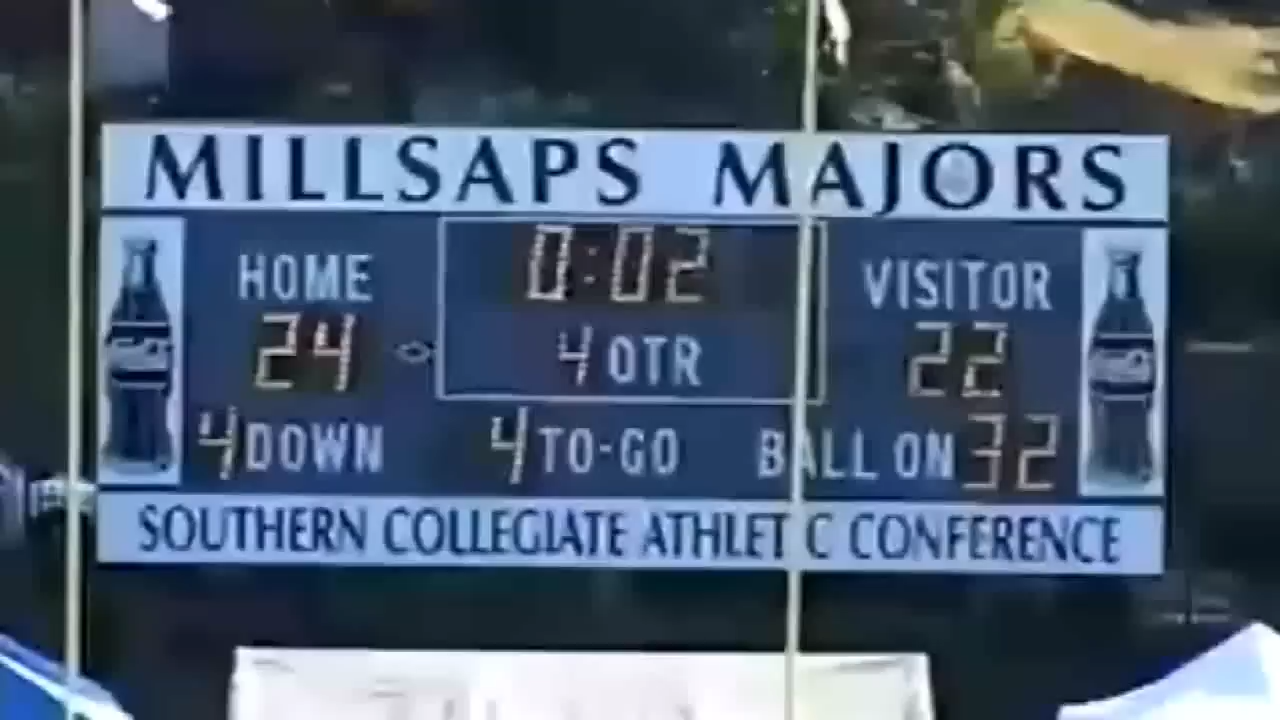 MILLSAPS MAJORS
0:02
HOME VISITOR
24 4 QTR 22
4 DOWN 4 TO-GO BALL ON 32
SOUTHERN COLLEGIATE ATHLETIC CONFERENCE